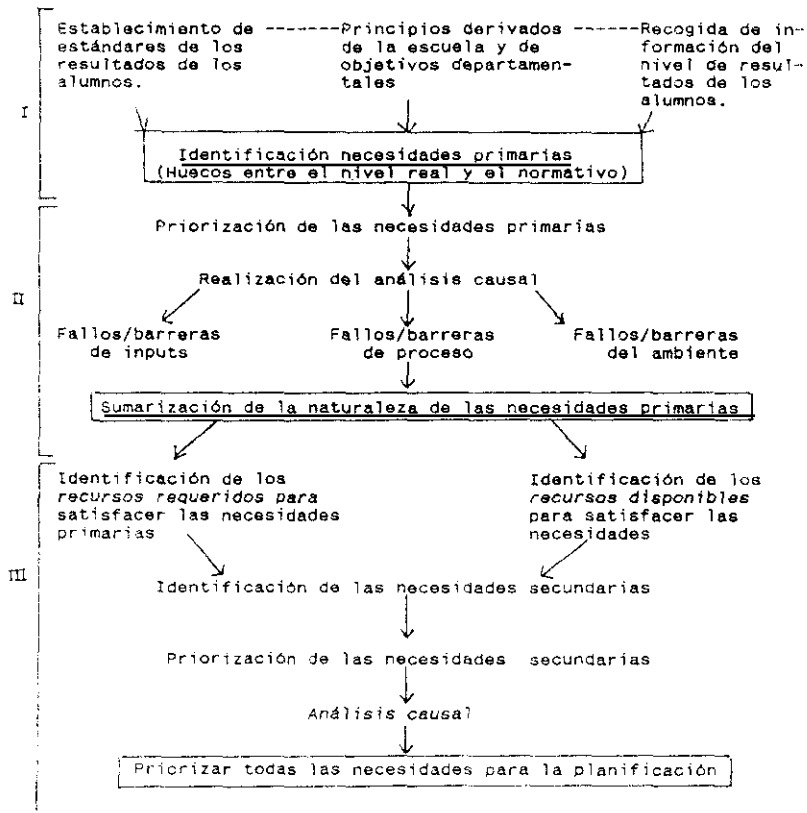 Establecimiento de
estándares de los
resultados de los
alumnos.
Principios derivados
de la escuela y de
objetivos departamen-
tales
Recogida de in-
formación del
nivel de resul-
tados de los
alumnos.
I
Identificación necesidades primarias
(Huecos entre el nivel real y el normativo)
II
Priorización de las necesidades primarias
Realización del análisis causal
Fallos/barreras
de inputs
Fallos/barreras
de proceso
Fallos/barreras
del ambiente
Sumarización de la naturaleza de las necesidades primarias
III
Identificación de los
recursos requeridos para
satisfacer las necesidades
primarias
Identificación de los
recursos disponibles
para satisfacer las
necesidades
Identificación de las necesidades secundarias
Priorización de las necesidades secundarias
Análisis causal
Priorizar todas las necesidades para la planificación